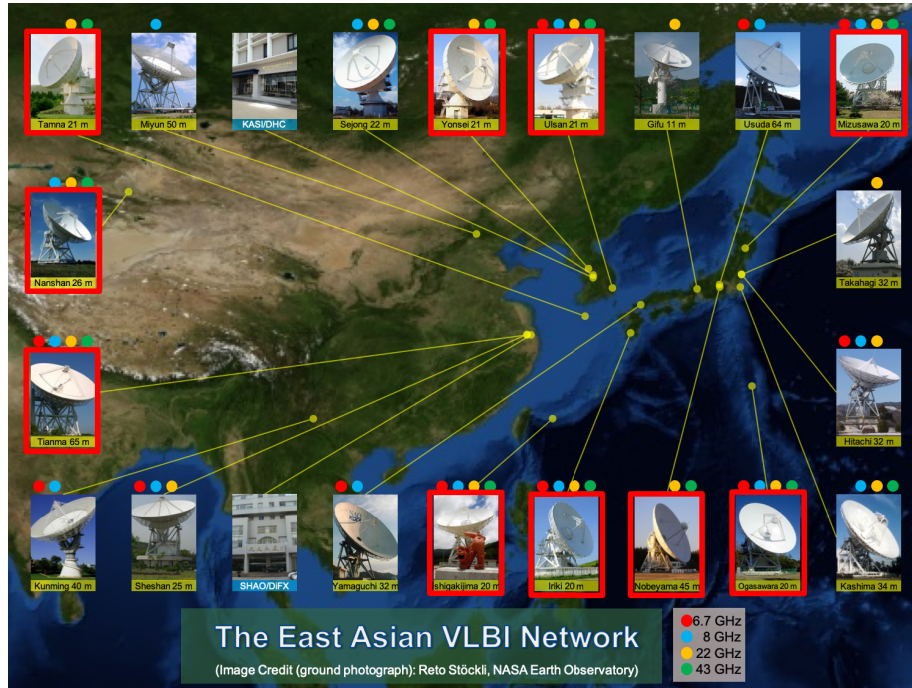 Tamna 21 m
Miyun 50 m
KASI/DHC
Sejong 22 m
Yonsei 21 m
Ulsan 21 m
Gifu 11 m
Usuda 64 m
Mizusawa 20 m
Nanshan 26 m
Takahagi 32 m
Tianma 65 m
Hitachi 32 m
Kunming 40 m
Sheshan 25 m
SHAO/DiFX
Yamaguchi 32 m
Ishigakijima 20 m
Iriki 20 m
Nobeyama 45 m
Ogasawara 20 m
Kashima 34 m
The East Asian VLBI Network
(Image Credit (ground photograph): Reto Stöckli, NASA Earth Observatory)
6.7 GHz
8 GHz
22 GHz
43 GHz